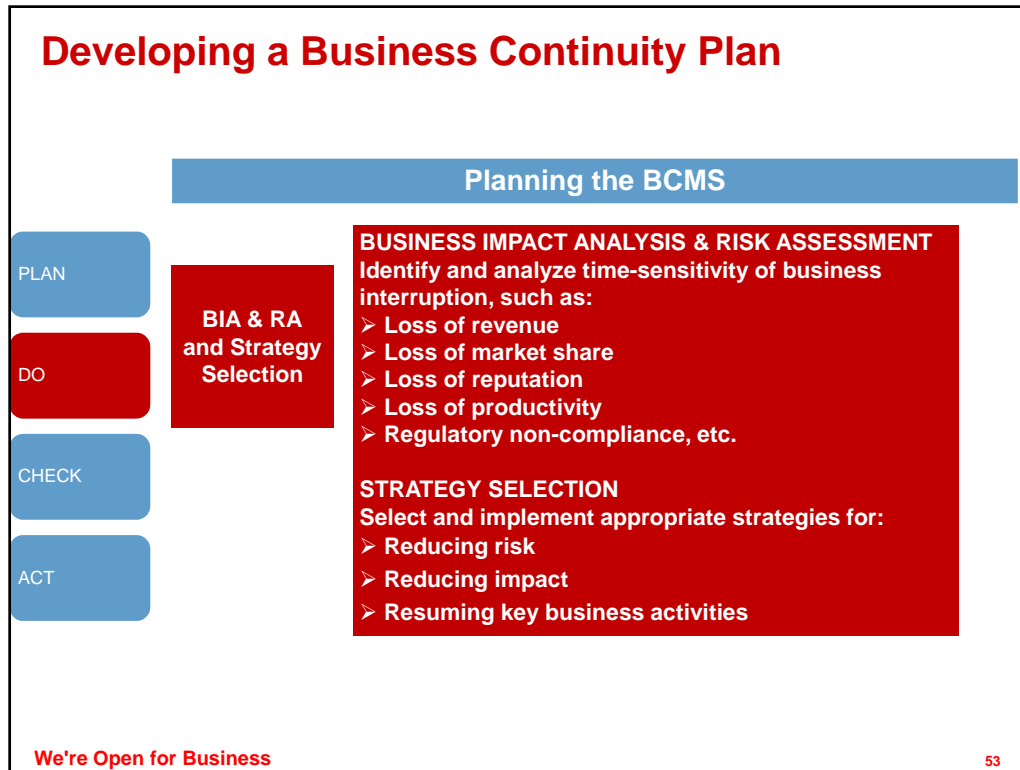 Developing a Business Continuity Plan
Planning the BCMS
PLAN
DO
CHECK
ACT
BIA & RA
and Strategy
Selection
BUSINESS IMPACT ANALYSIS & RISK ASSESSMENT
Identify and analyze time-sensitivity of business
interruption, such as:
➢ Loss of revenue
➢ Loss of market share
➢ Loss of reputation
➢ Loss of productivity
➢ Regulatory non-compliance, etc.
STRATEGY SELECTION
Select and implement appropriate strategies for:
➢ Reducing risk
➢ Reducing impact
➢ Resuming key business activities
We're Open for Business
53